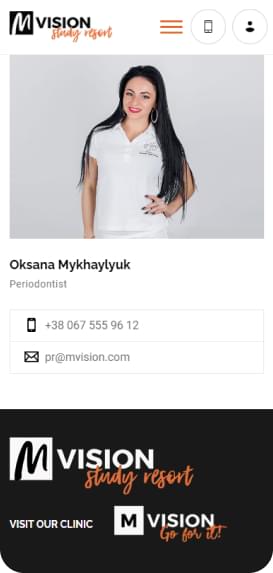 M VISION
study resort
Oksana Mykhaylyuk
Periodontist
+38 067 555 96 12
pr@mvision.com
M VISION
study resort
VISIT OUR CLINIC
M VISION
Go for it!